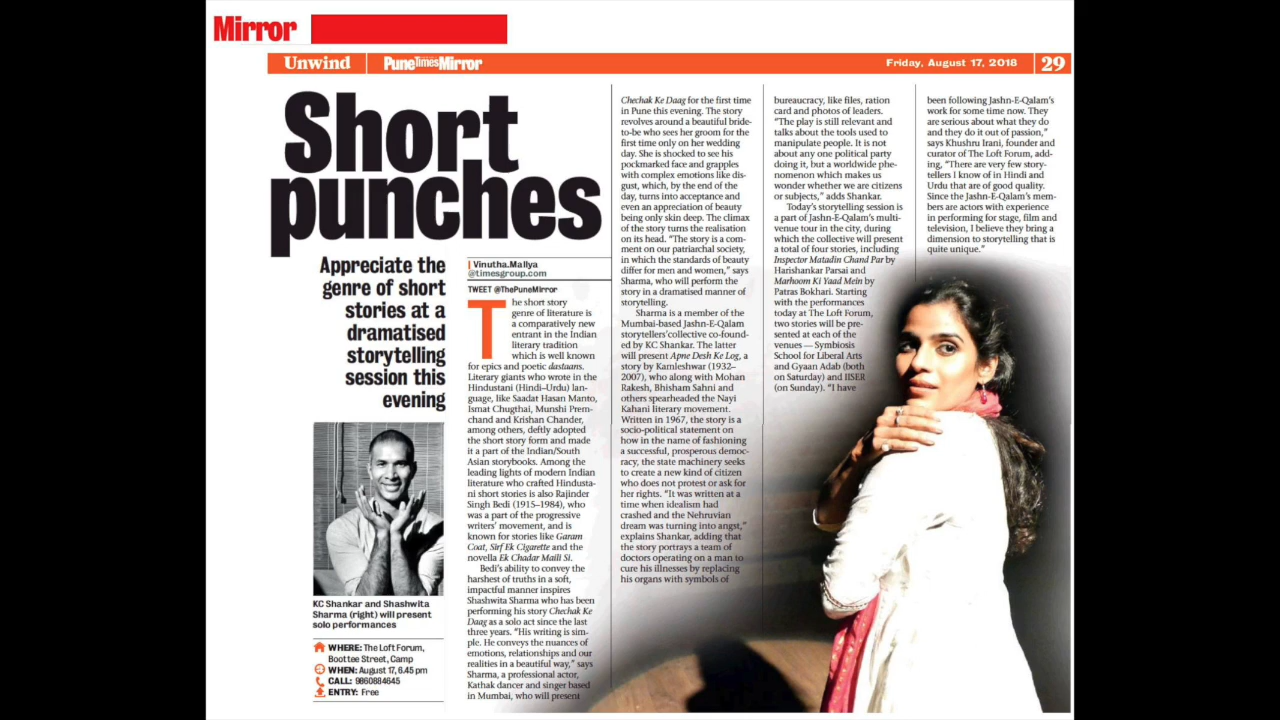 Mirror
Unwind
PuneTimesMirror
Friday, August 17, 2018
29
Short
punches
Appreciate the
genre of short
stories at a
dramatised
storytelling
session this
evening
KC Shankar and Shashwita
Sharma (right) will present
solo performances
WHERE: The Loft Forum,
Boottee Street, Camp
WHEN: August 17, 6.45 pm
CALL: 9860884645
ENTRY: Free
Vinutha.Mallya
@timesgroup.com
TWEET @ThePuneMirror
The short story
genre of literature is
a comparatively new
entrant in the Indian
literary tradition
which is well known
for epics and poetic dastaans.
Literary giants who wrote in the
Hindustani (Hindi–Urdu) lan-
guage, like Saadat Hasan Manto,
Ismat Chugthai, Munshi Prem-
chand and Krishan Chander,
among others, deftly adopted
the short story form and made
it a part of the Indian/South
Asian storybooks. Among the
leading lights of modern Indian
literature who crafted Hindusta-
ni short stories is also Rajinder
Singh Bedi (1915–1984), who
was a part of the progressive
writers' movement, and is
known for stories like Garam
Coat, Sirf Ek Cigarette and the
novella Ek Chadar Maili Si.
Bedi's ability to convey the
harshest of truths in a soft,
impactful manner inspires
Shashwita Sharma who has been
performing his story Chechak Ke
Daag as a solo act since the last
three years. "His writing is sim-
ple. He conveys the nuances of
emotions, relationships and our
realities in a beautiful way," says
Sharma, a professional actor,
Kathak dancer and singer based
in Mumbai, who will present
Chechak Ke Daag for the first time
in Pune this evening. The story
revolves around a beautiful bride-
to-be who sees her groom for the
first time only on her wedding
day. She is shocked to see his
pockmarked face and grapples
with complex emotions like dis-
gust, which, by the end of the
day, turns into acceptance and
even an appreciation of beauty
being only skin deep. The climax
of the story turns the realisation
on its head. "The story is a com-
ment on our patriarchal society,
in which the standards of beauty
differ for men and women," says
Sharma, who will perform the
story in a dramatised manner of
storytelling.
Sharma is a member of the
Mumbai-based Jashn-E-Qalam
storytellers'collective co-found-
ed by KC Shankar. The latter
will present Apne Desh Ke Log, a
story by Kamleshwar (1932–
2007), who along with Mohan
Rakesh, Bhisham Sahni and
others spearheaded the Nayi
Kahani literary movement.
Written in 1967, the story is a
socio-political statement on
how in the name of fashioning
a successful, prosperous democ-
racy, the state machinery seeks
to create a new kind of citizen
who does not protest or ask for
her rights. "It was written at a
time when idealism had
crashed and the Nehruvian
dream was turning into angst,"
explains Shankar, adding that
the story portrays a team of
doctors operating on a man to
cure his illnesses by replacing
his organs with symbols of
bureaucracy, like files, ration
card and photos of leaders.
"The play is still relevant and
talks about the tools used to
manipulate people. It is not
about any one political party
doing it, but a worldwide phe-
nomenon which makes us
wonder whether we are citizens
or subjects," adds Shankar.
Today's storytelling session is
a part of Jashn-E-Qalam's multi-
venue tour in the city, during
which the collective will present
a total of four stories, including
Inspector Matadin Chand Par by
Harishankar Parsai and
Marhoom Ki Yaad Mein by
Patras Bokhari. Starting
with the performances
today at The Loft Forum,
two stories will be pre-
sented at each of the
venues — Symbiosis
School for Liberal Arts
and Gyaan Adab (both
on Saturday) and IISER
(on Sunday). "I have
been following Jashn-E-Qalam's
work for some time now. They
are serious about what they do
and they do it out of passion,"
says Khushru Irani, founder and
curator of The Loft Forum, add-
ing, "There are very few story-
tellers I know of in Hindi and
Urdu that are of good quality.
Since the Jashn-E-Qalam's mem-
bers are actors with experience
in performing for stage, film and
television, I believe they bring a
dimension to storytelling that is
quite unique."